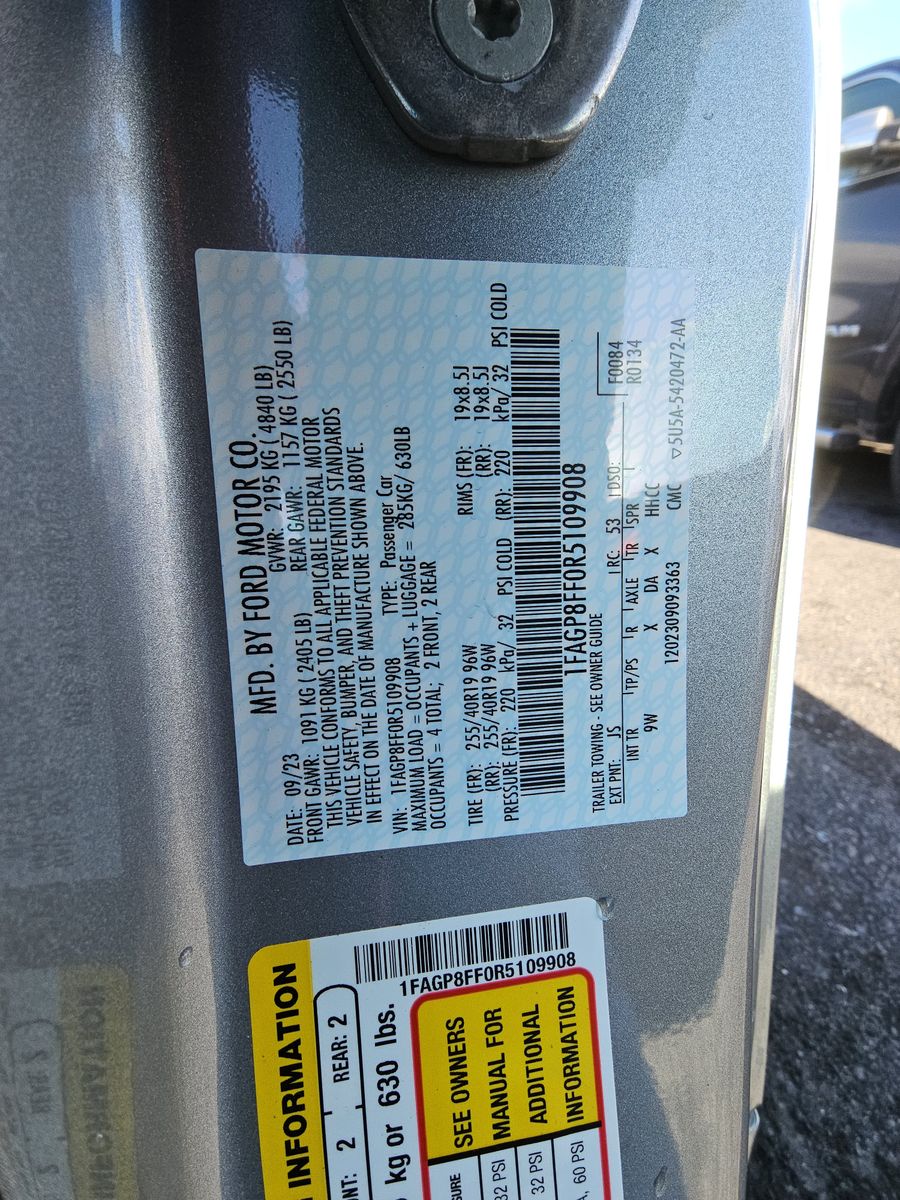 MFD. BY FORD MOTOR CO.
DATE: 09/23 GVWR: 2195 KG ( 4840 LB)
FRONT GAWR: 1091 KG ( 2405 LB) REAR GAWR: 1157 KG ( 2550 LB)
THIS VEHICLE CONFORMS TO ALL APPLICABLE FEDERAL MOTOR
VEHICLE SAFETY, BUMPER, AND THEFT PREVENTION STANDARDS
IN EFFECT ON THE DATE OF MANUFACTURE SHOWN ABOVE.
VIN: 1FAGP8FF0R5109908 TYPE: Passenger Car
MAXIMUM LOAD = OCCUPANTS + LUGGAGE = 285KG/ 630LB
OCCUPANTS = 4 TOTAL; 2 FRONT, 2 REAR
TIRE (FR): 255/40R19 96W RIMS (FR): 19x8.5J
(RR): 255/40R19 96W (RR): 19x8.5J
PRESSURE (FR): 220 kPa/ 32 PSI COLD (RR): 220 kPa/ 32 PSI COLD
1FAGP8FF0R5109908
TRAILER TOWING - SEE OWNER GUIDE F0084
EXT PNT: JS RC: 53 DSO: R0134
INT TR TP/PS R AXLE TR SPR
9W X DA X HHCC
12023090933​63 CMC ▽5U5A-5420472-AA
INFORMATION
2 REAR: 2
kg or 630 lbs.
1FAGP8FF0R5109908
SEE OWNERS
MANUAL FOR
ADDITIONAL
INFORMATION
32 PSI
32 PSI
60 PSI